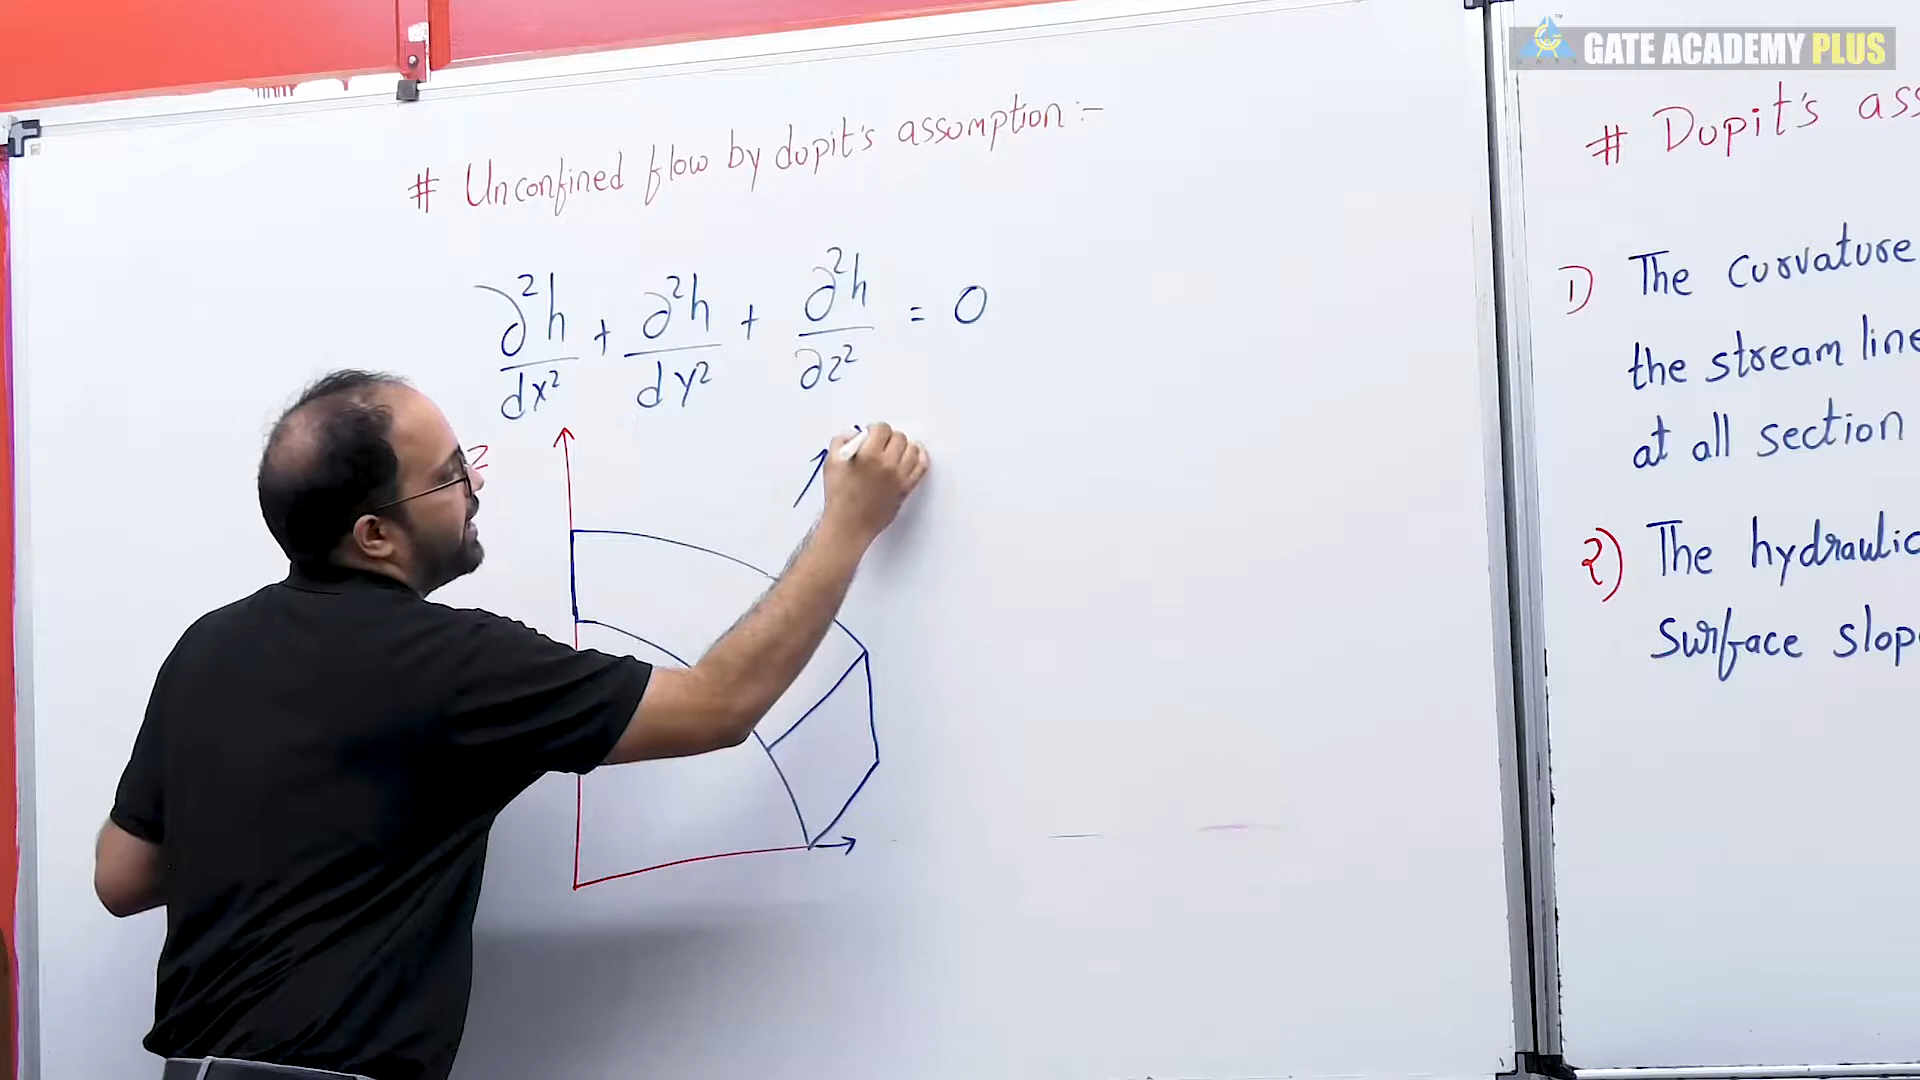 GATE ACADEMY PLUS
# Unconfined flow by dupit's assumption :-
∂²h/dx² + ∂²h/dy² + ∂²h/∂z² = 0
z
# Dupit's ass
1) The curvature
the stream line
at all section
2) The hydraulic
surface slop